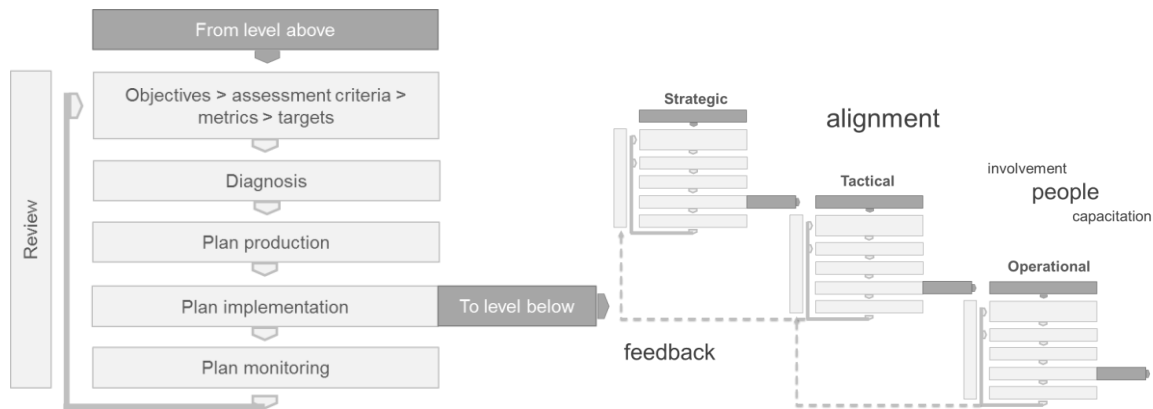 From level above
Objectives > assessment criteria >
metrics > targets
Diagnosis
Plan production
Plan implementation
To level below
Plan monitoring
Review
Strategic
alignment
Tactical
involvement
people
capacitation
Operational
feedback